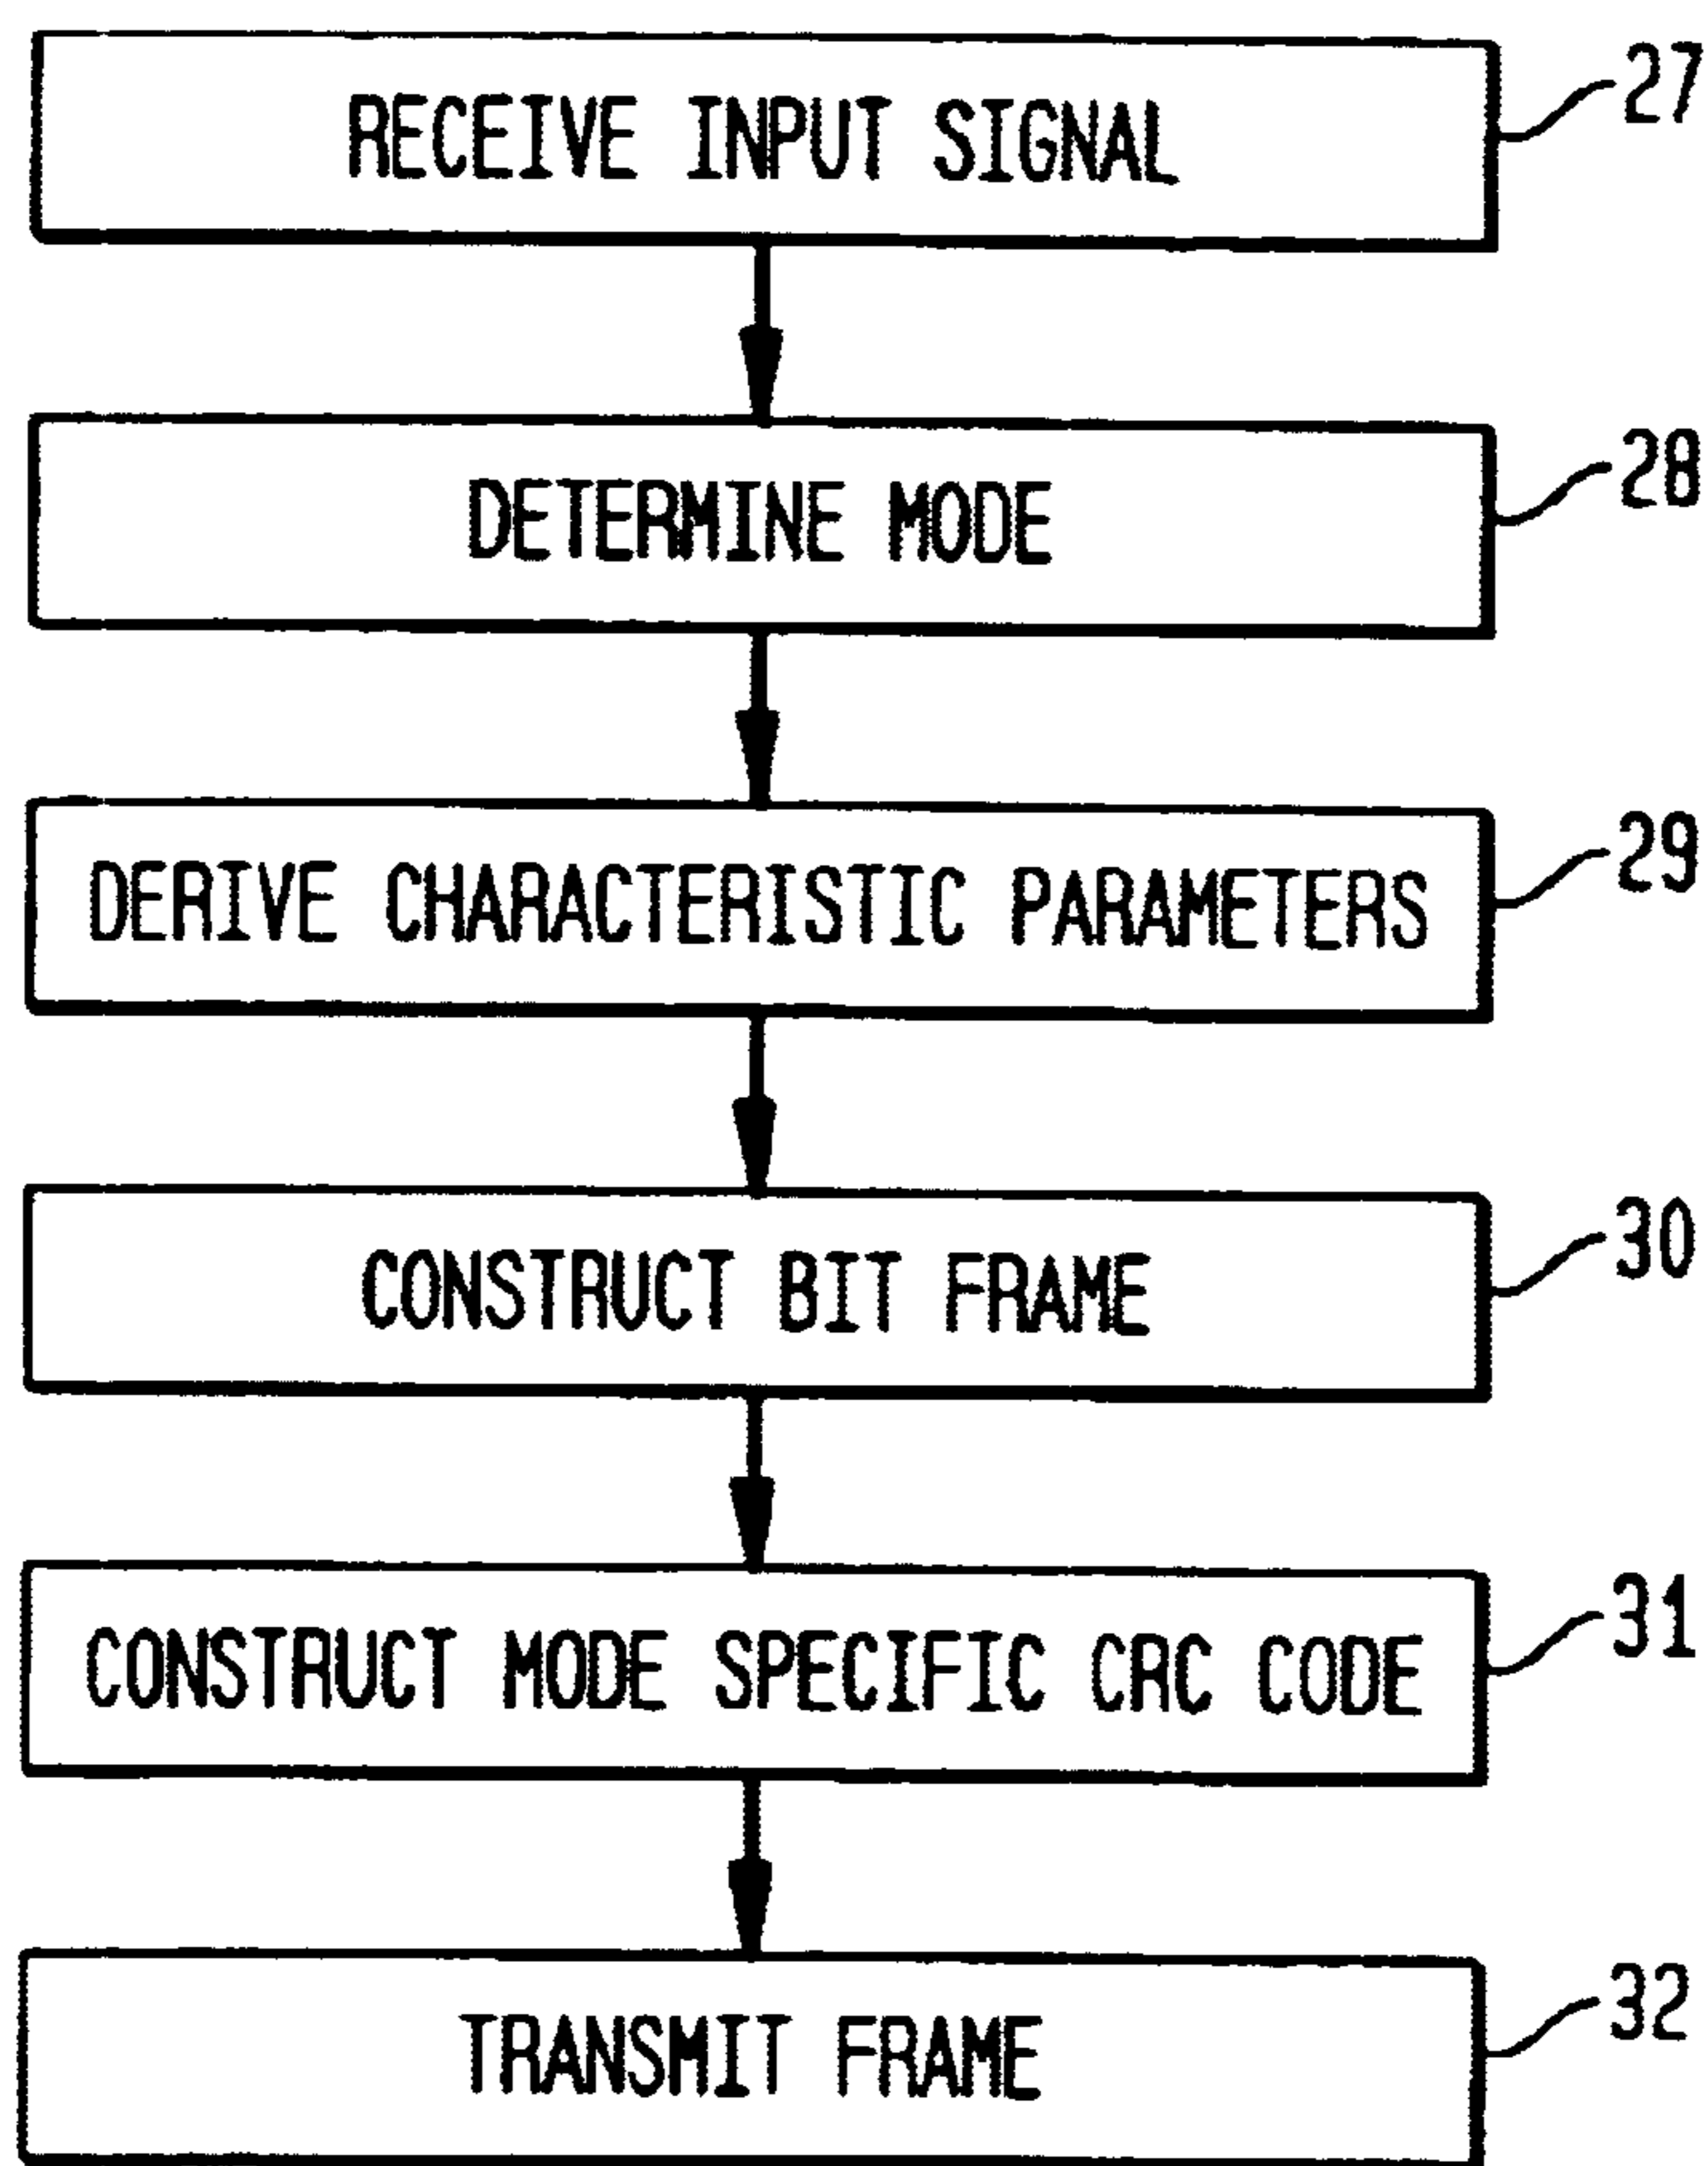 RECEIVE INPUT SIGNAL
27
DETERMINE MODE
28
DERIVE CHARACTERISTIC PARAMETERS
29
CONSTRUCT BIT FRAME
30
CONSTRUCT MODE SPECIFIC CRC CODE
31
TRANSMIT FRAME
32